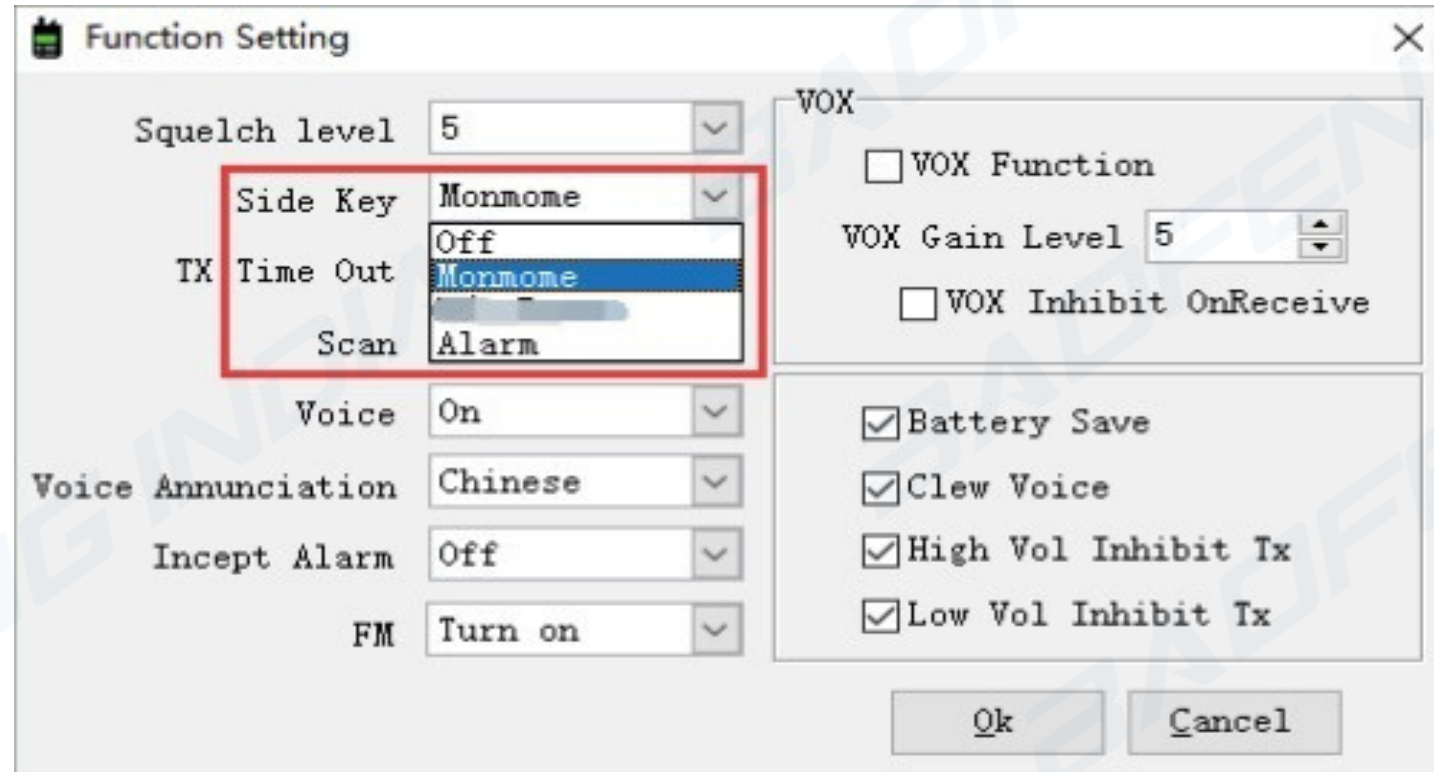 Function Setting
Squelch level 5
Side Key Monmome
Off
TX Time Out
Monmome
Scan
Alarm
Voice On
Voice Annunciation Chinese
Incept Alarm Off
FM Turn on
VOX
VOX Function
VOX Gain Level 5
VOX Inhibit OnReceive
Battery Save
Clew Voice
High Vol Inhibit Tx
Low Vol Inhibit Tx
Ok Cancel